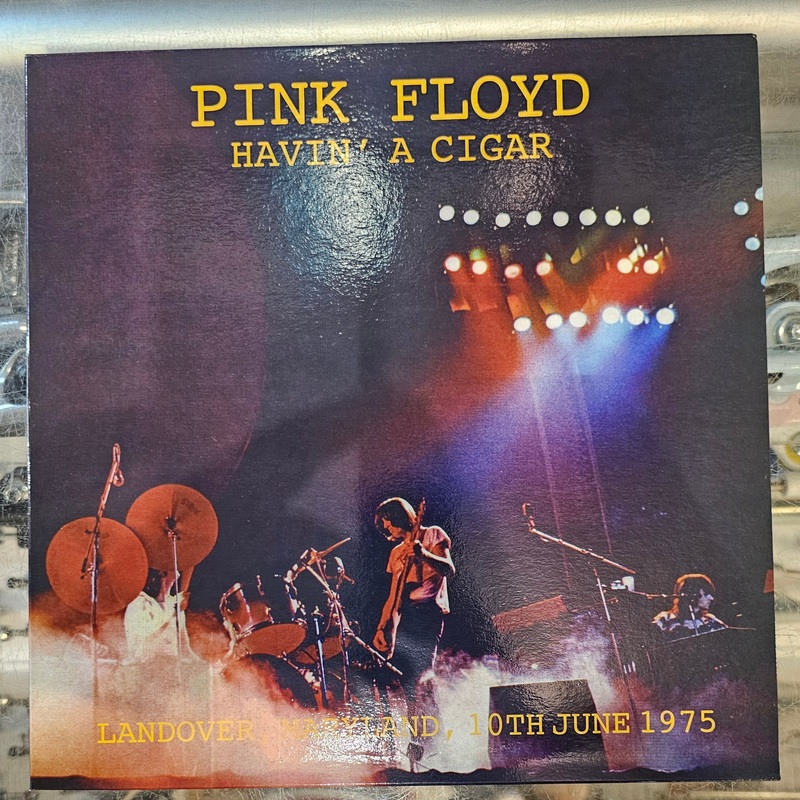 PINK FLOYD
HAVIN' A CIGAR
LANDOVER, MARYLAND, 10TH JUNE 1975